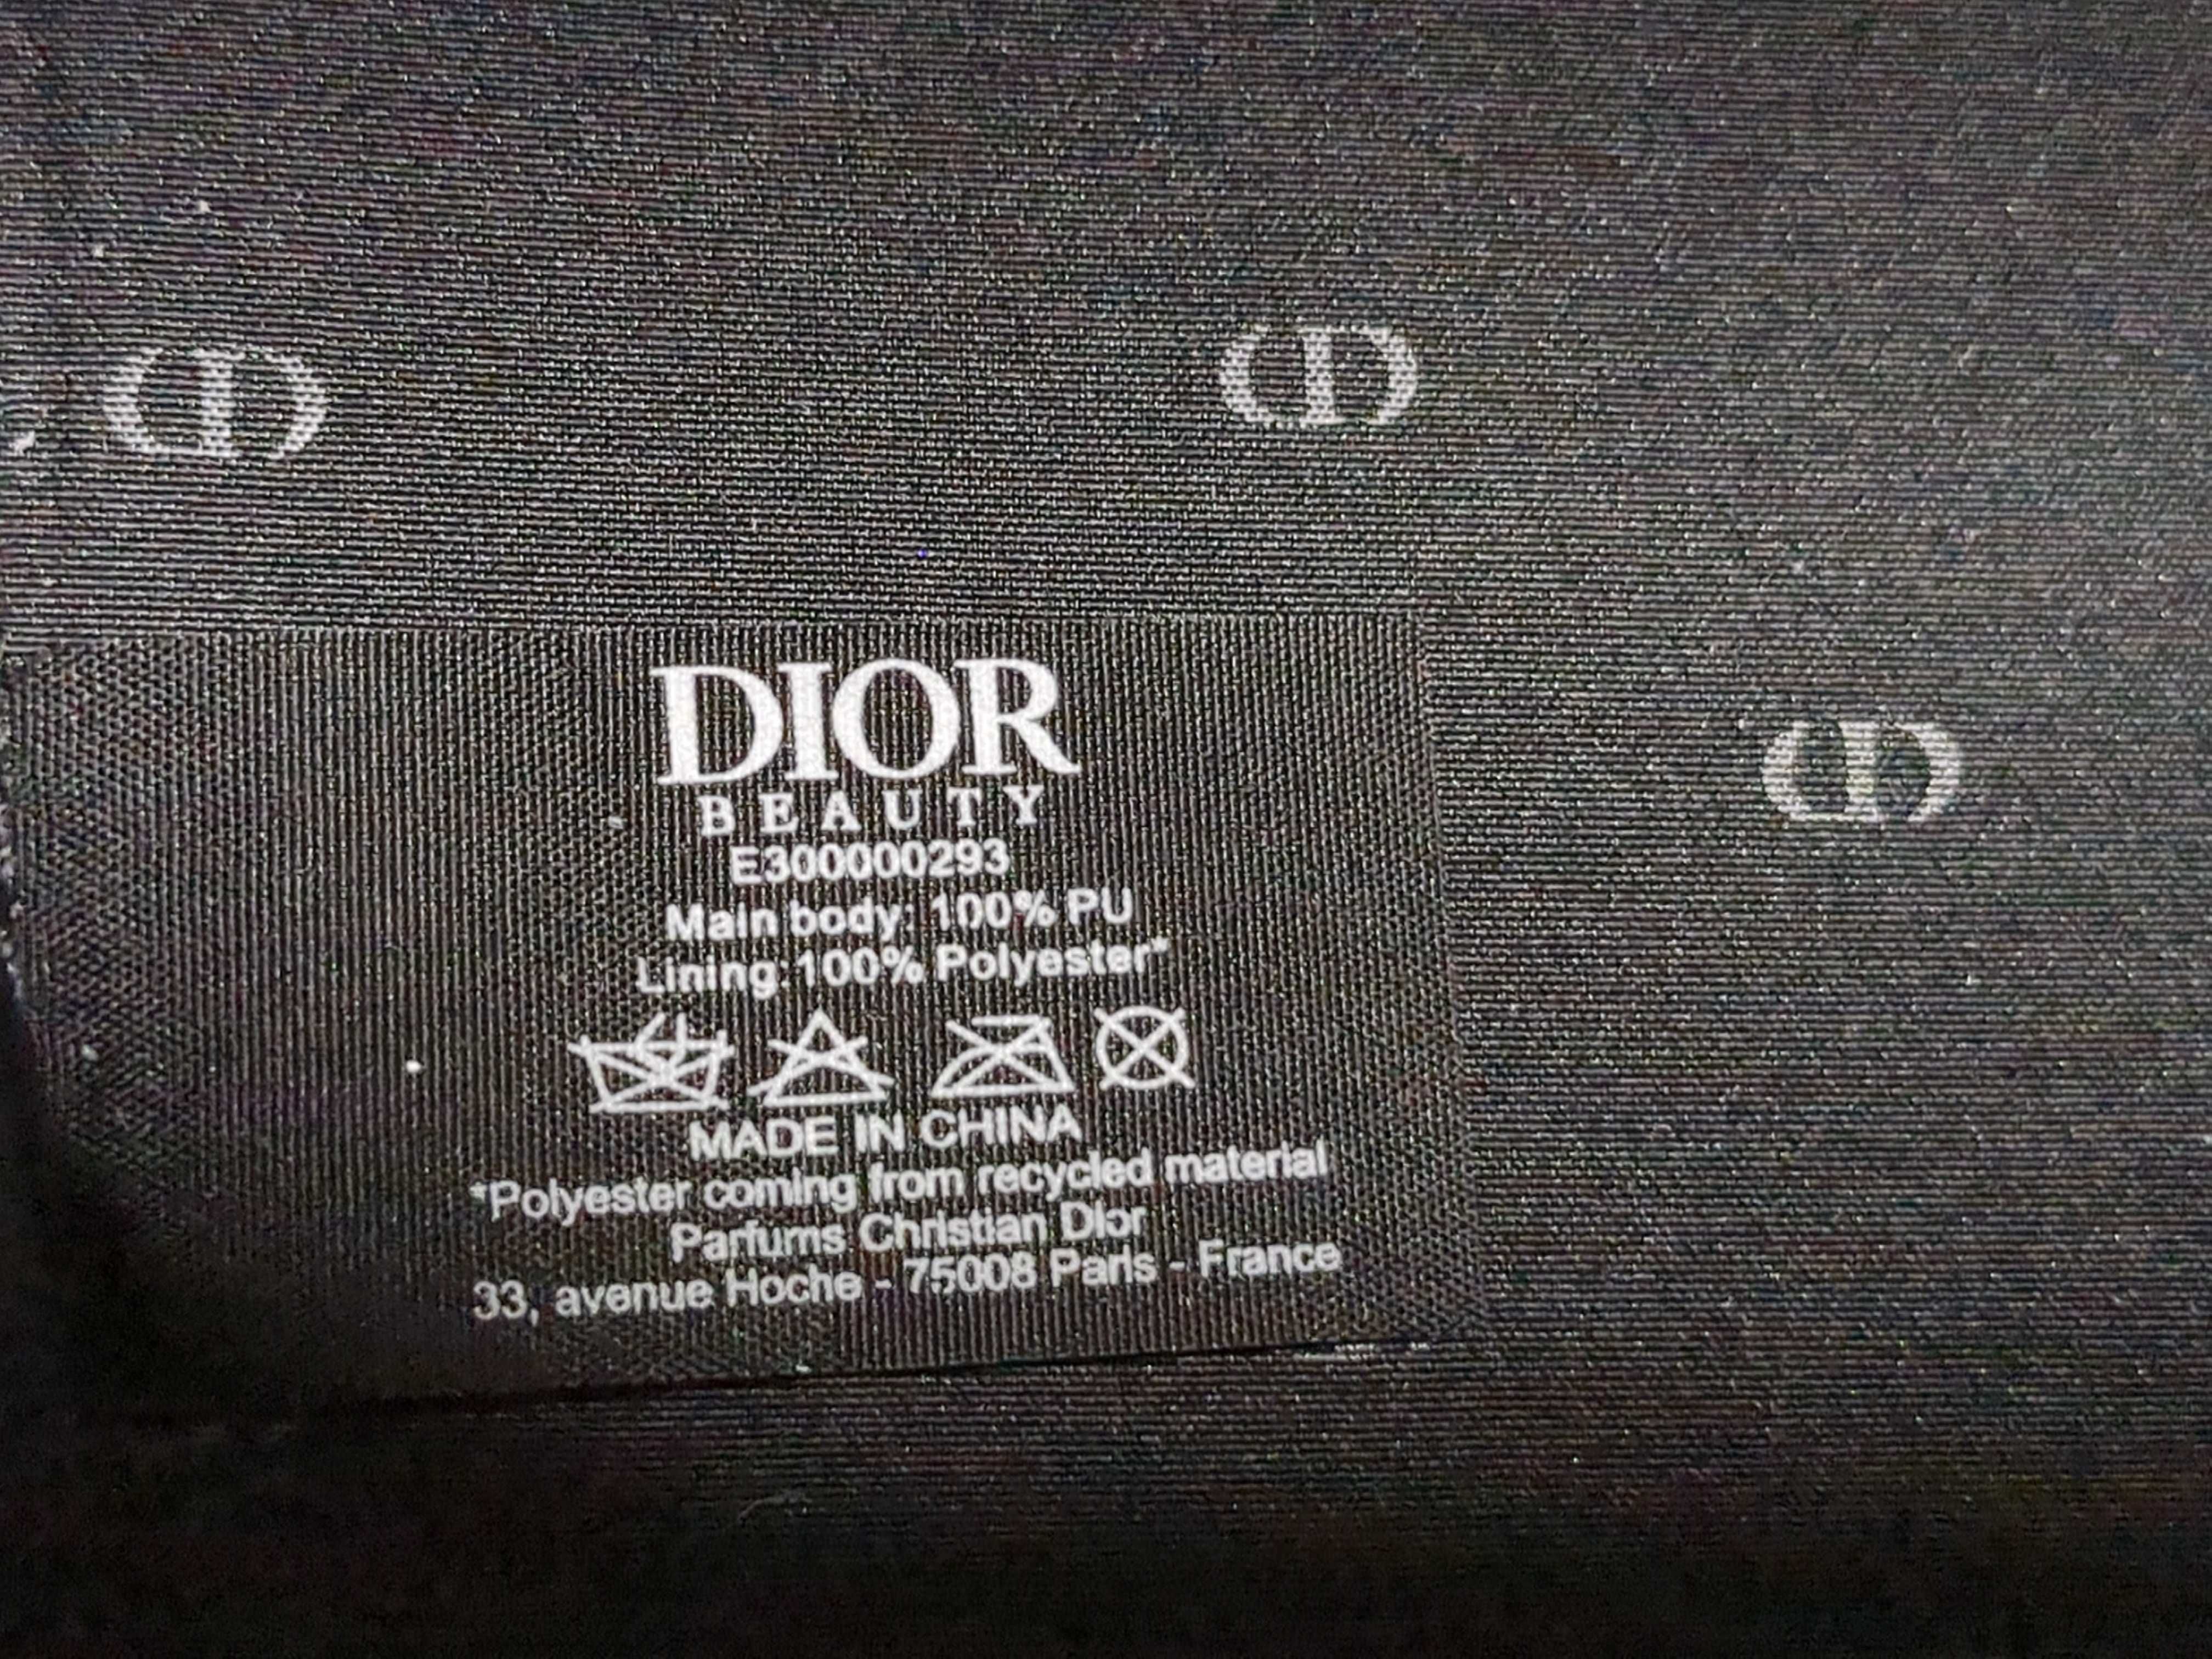 DIOR
BEAUTY
E300000293
Main body: 100% PU
Lining: 100% Polyester*
MADE IN CHINA
*Polyester coming from recycled material
Parfums Christian Dior
33, avenue Hoche - 75008 Paris - France